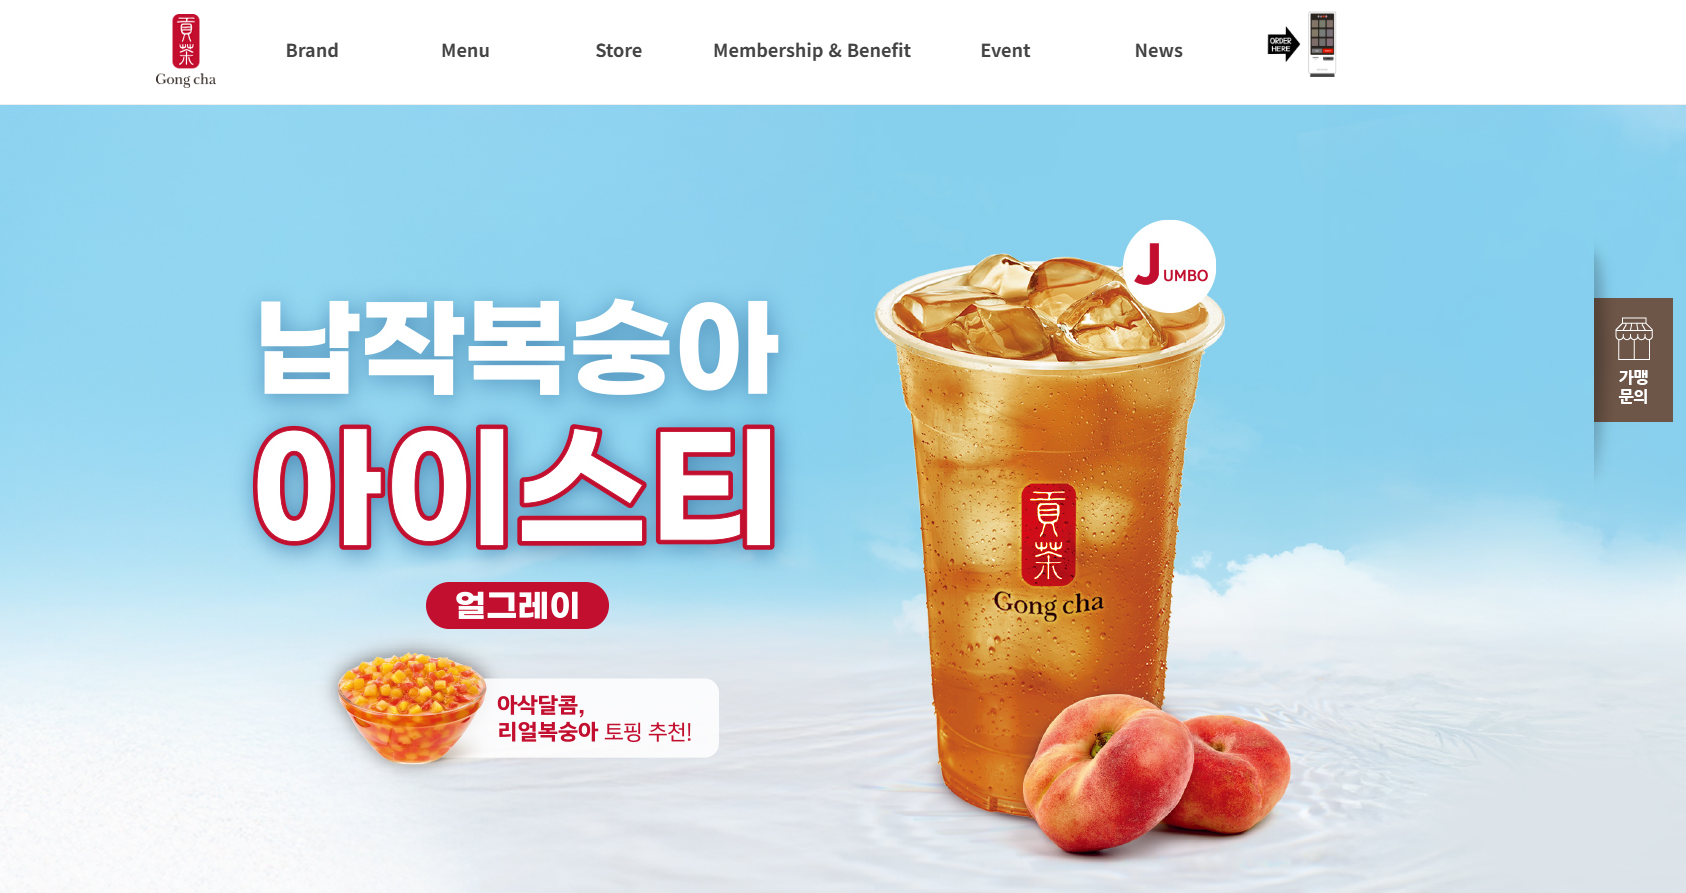 貢茶
Gong cha
Brand
Menu
Store
Membership & Benefit
Event
News
ORDER
HERE
JUMBO
납작복숭아
아이스티
얼그레이
아삭달콤,
리얼복숭아 토핑 추천!
貢茶
Gong cha
가맹
문의